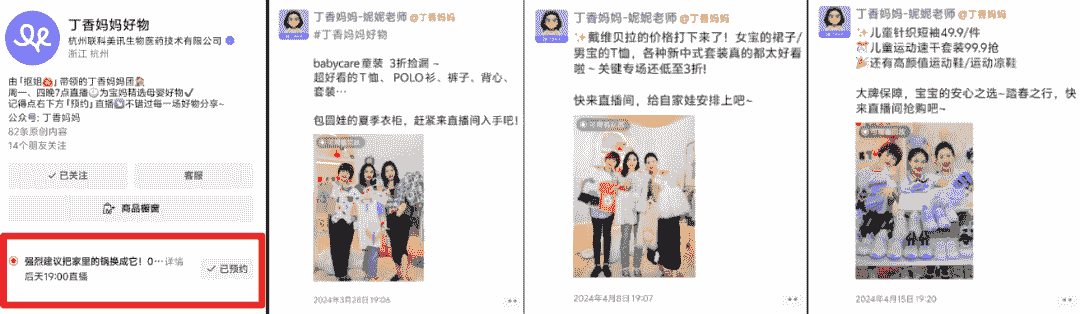 丁香妈妈好物
杭州联科美讯生物医药技术有限公司
浙江 杭州
由「抠姐」带领的丁香妈妈团
周一、四晚7点直播为宝妈精选母婴好物
记得点右下方「预约」直播不错过每一场好物分享~
公众号: 丁香妈妈
82条原创内容
14个朋友关注
已关注
客服
商品橱窗
强烈建议把家里的锅换成它！0… 详情
后天19:00直播
已预约
丁香妈妈-妮妮老师 @丁香妈妈
#丁香妈妈好物
babycare童装 3折捡漏 ~
超好看的T恤、POLO衫、裤子、背心、
套装…
包圆娃的夏季衣柜，赶紧来直播间入手吧！
2024年3月28日 19:06
丁香妈妈-妮妮老师 @丁香妈妈
戴维贝拉的价格打下来了！女宝的裙子/
男宝的T恤，各种新中式套装真的都太好看
啦~关键专场还低至3折！
快来直播间，给自家娃安排上吧~
2024年4月8日 19:07
丁香妈妈-妮妮老师 @丁香妈妈
儿童针织短袖49.9/件
儿童运动速干套装99.9抢
还有高颜值运动鞋/运动凉鞋
大牌保障，宝宝的安心之选~踏春之行，快
来直播间抢购吧~
2024年4月15日 19:20